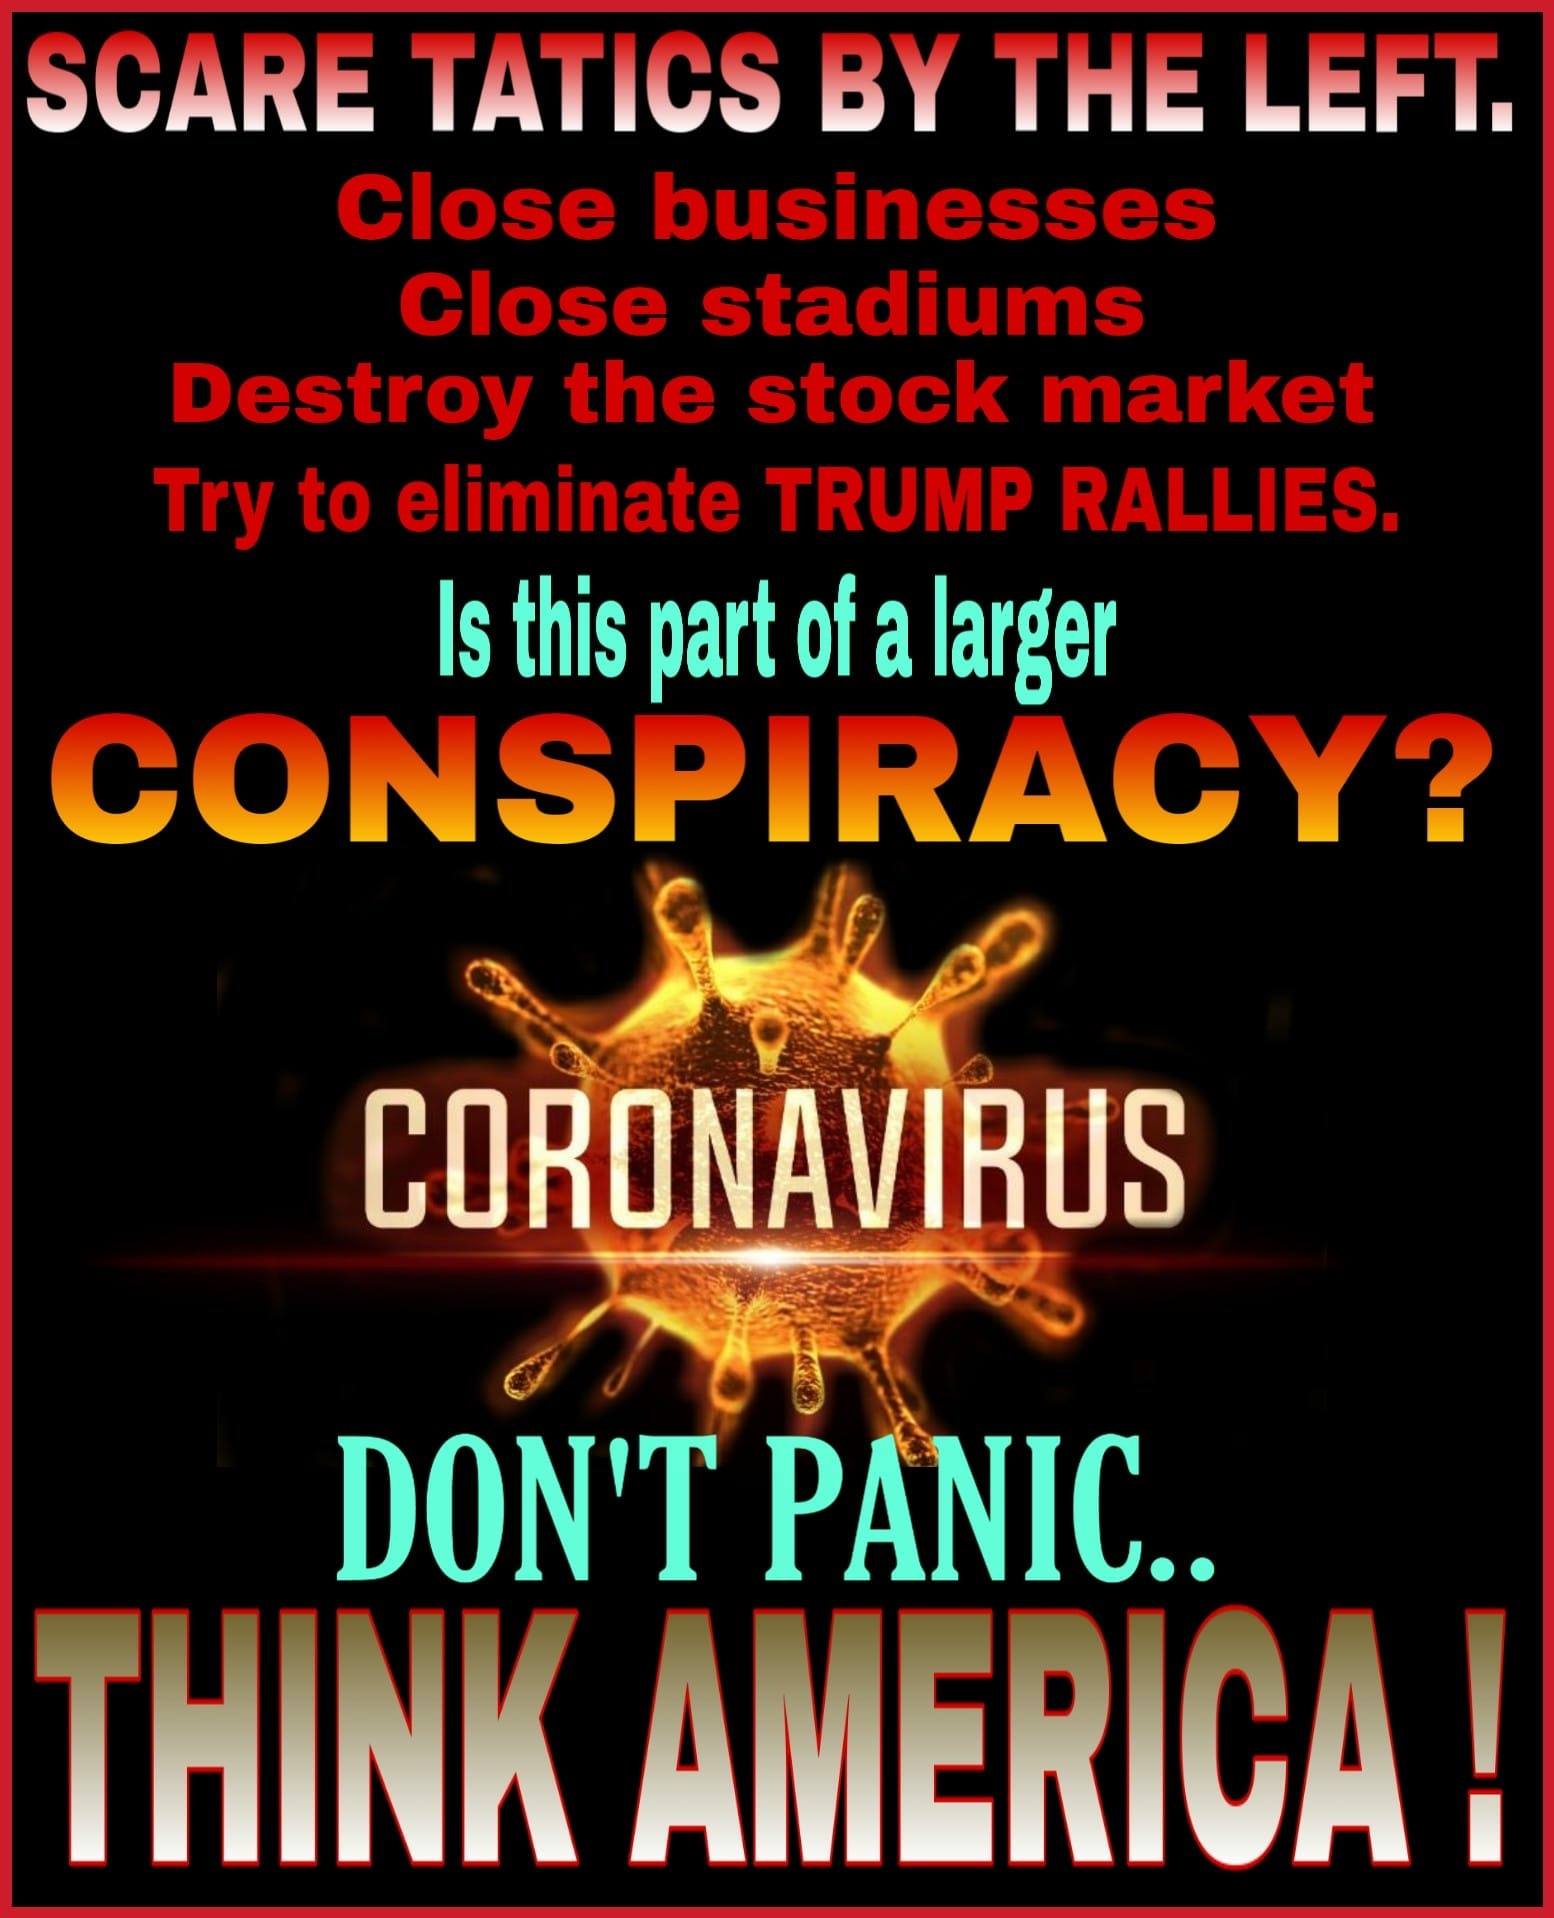 SCARE TATICS BY THE LEFT.
Close businesses
Close stadiums
Destroy the stock market
Try to eliminate TRUMP RALLIES.
Is this part of a larger
CONSPIRACY?
CORONAVIRUS
DON'T PANIC..
THINK AMERICA !